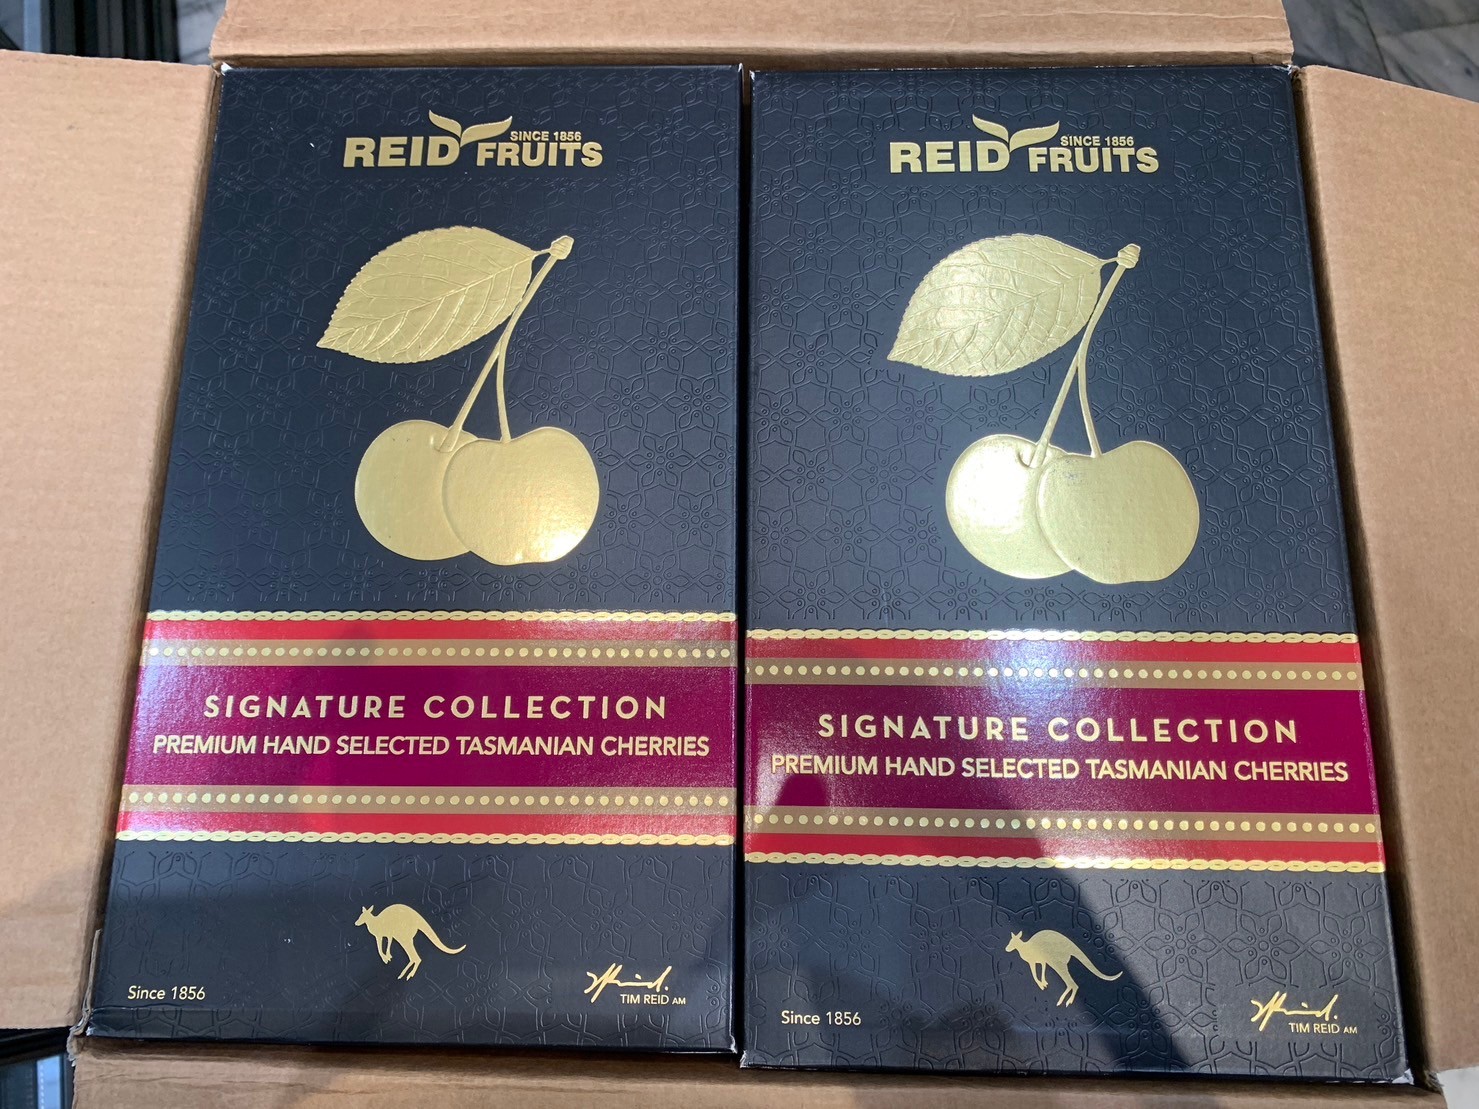 REID FRUITS
SINCE 1856
SIGNATURE COLLECTION
PREMIUM HAND SELECTED TASMANIAN CHERRIES
Since 1856
TIM REID AM
REID FRUITS
SINCE 1856
SIGNATURE COLLECTION
PREMIUM HAND SELECTED TASMANIAN CHERRIES
Since 1856
TIM REID AM